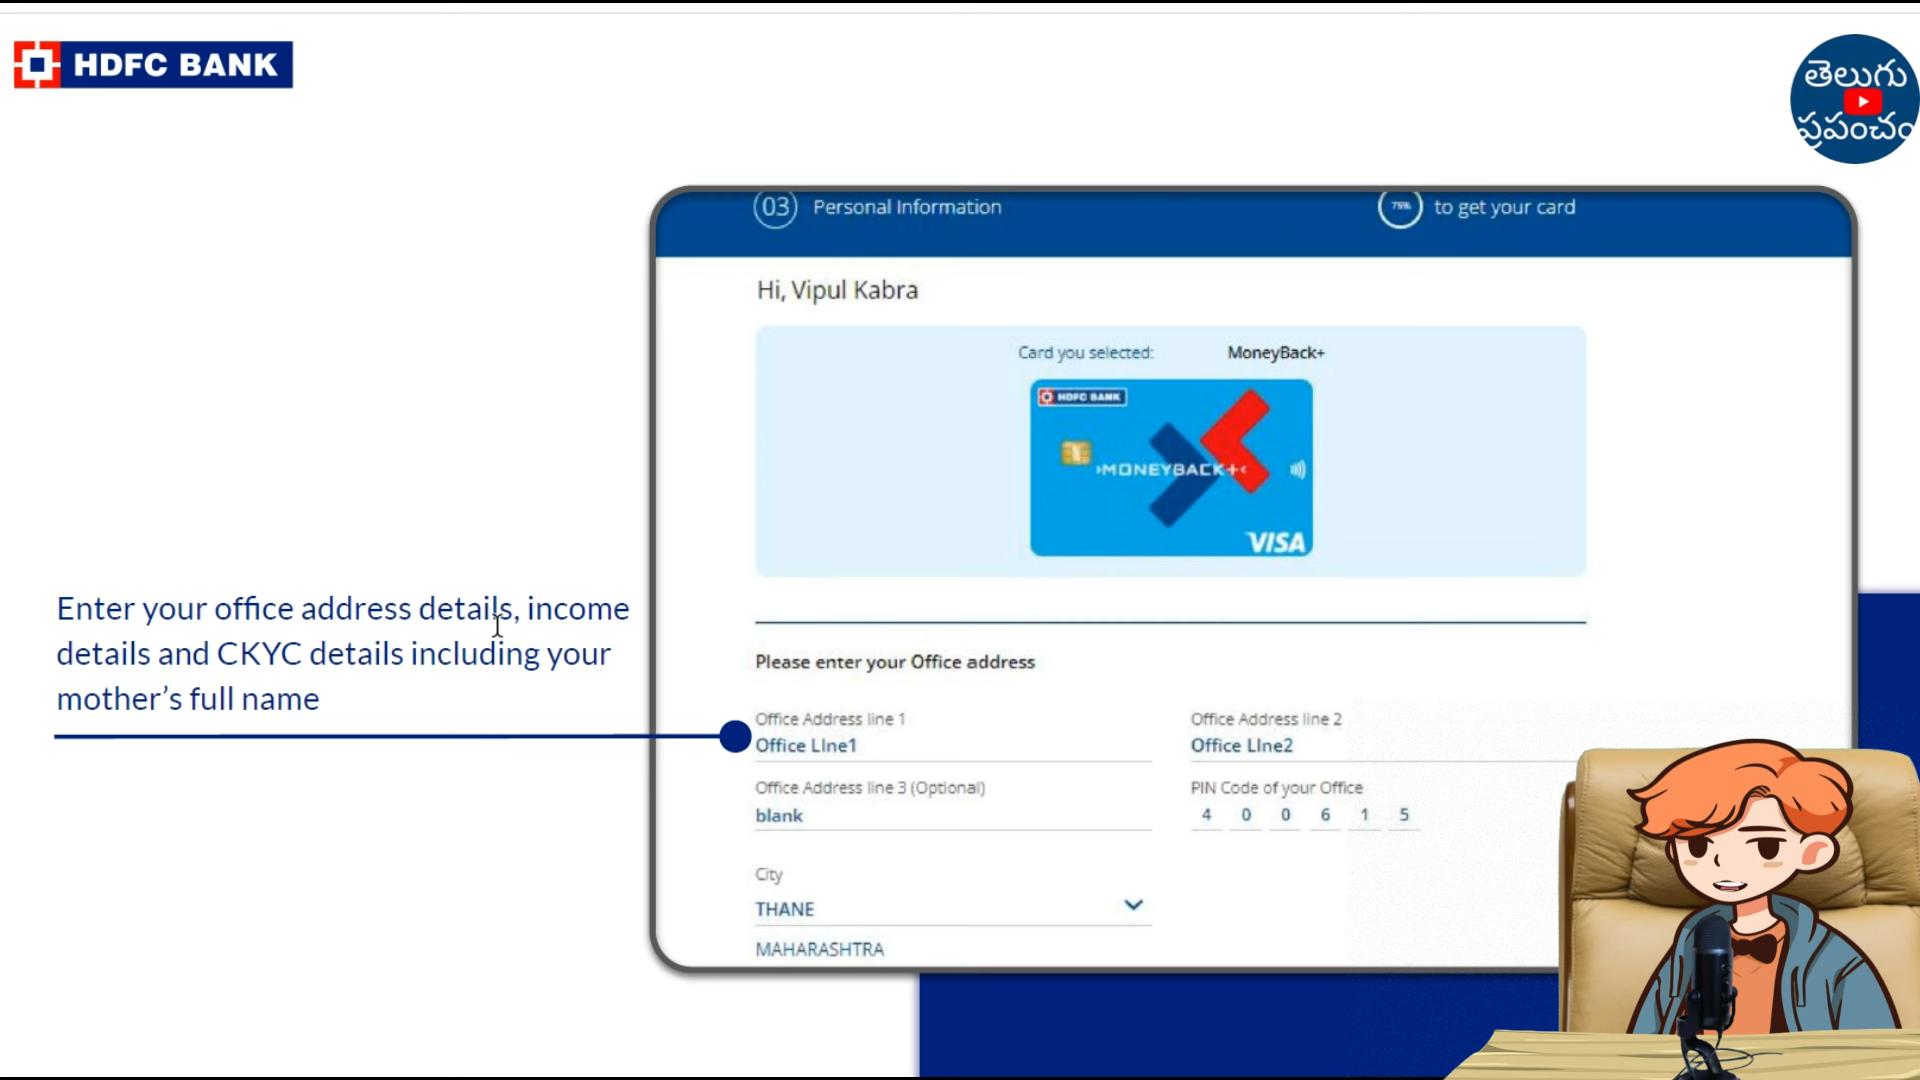 HDFC BANK
తెలుగు
ప్రపంచం
03 Personal Information
75% to get your card
Hi, Vipul Kabra
Card you selected: MoneyBack+
HDFC BANK
MONEYBACK+
VISA
Enter your office address details, income
details and CKYC details including your
mother's full name
Please enter your Office address
Office Address line 1
Office LIne1
Office Address line 2
Office LIne2
Office Address line 3 (Optional)
blank
PIN Code of your Office
4 0 0 6 1 5
City
THANE
MAHARASHTRA